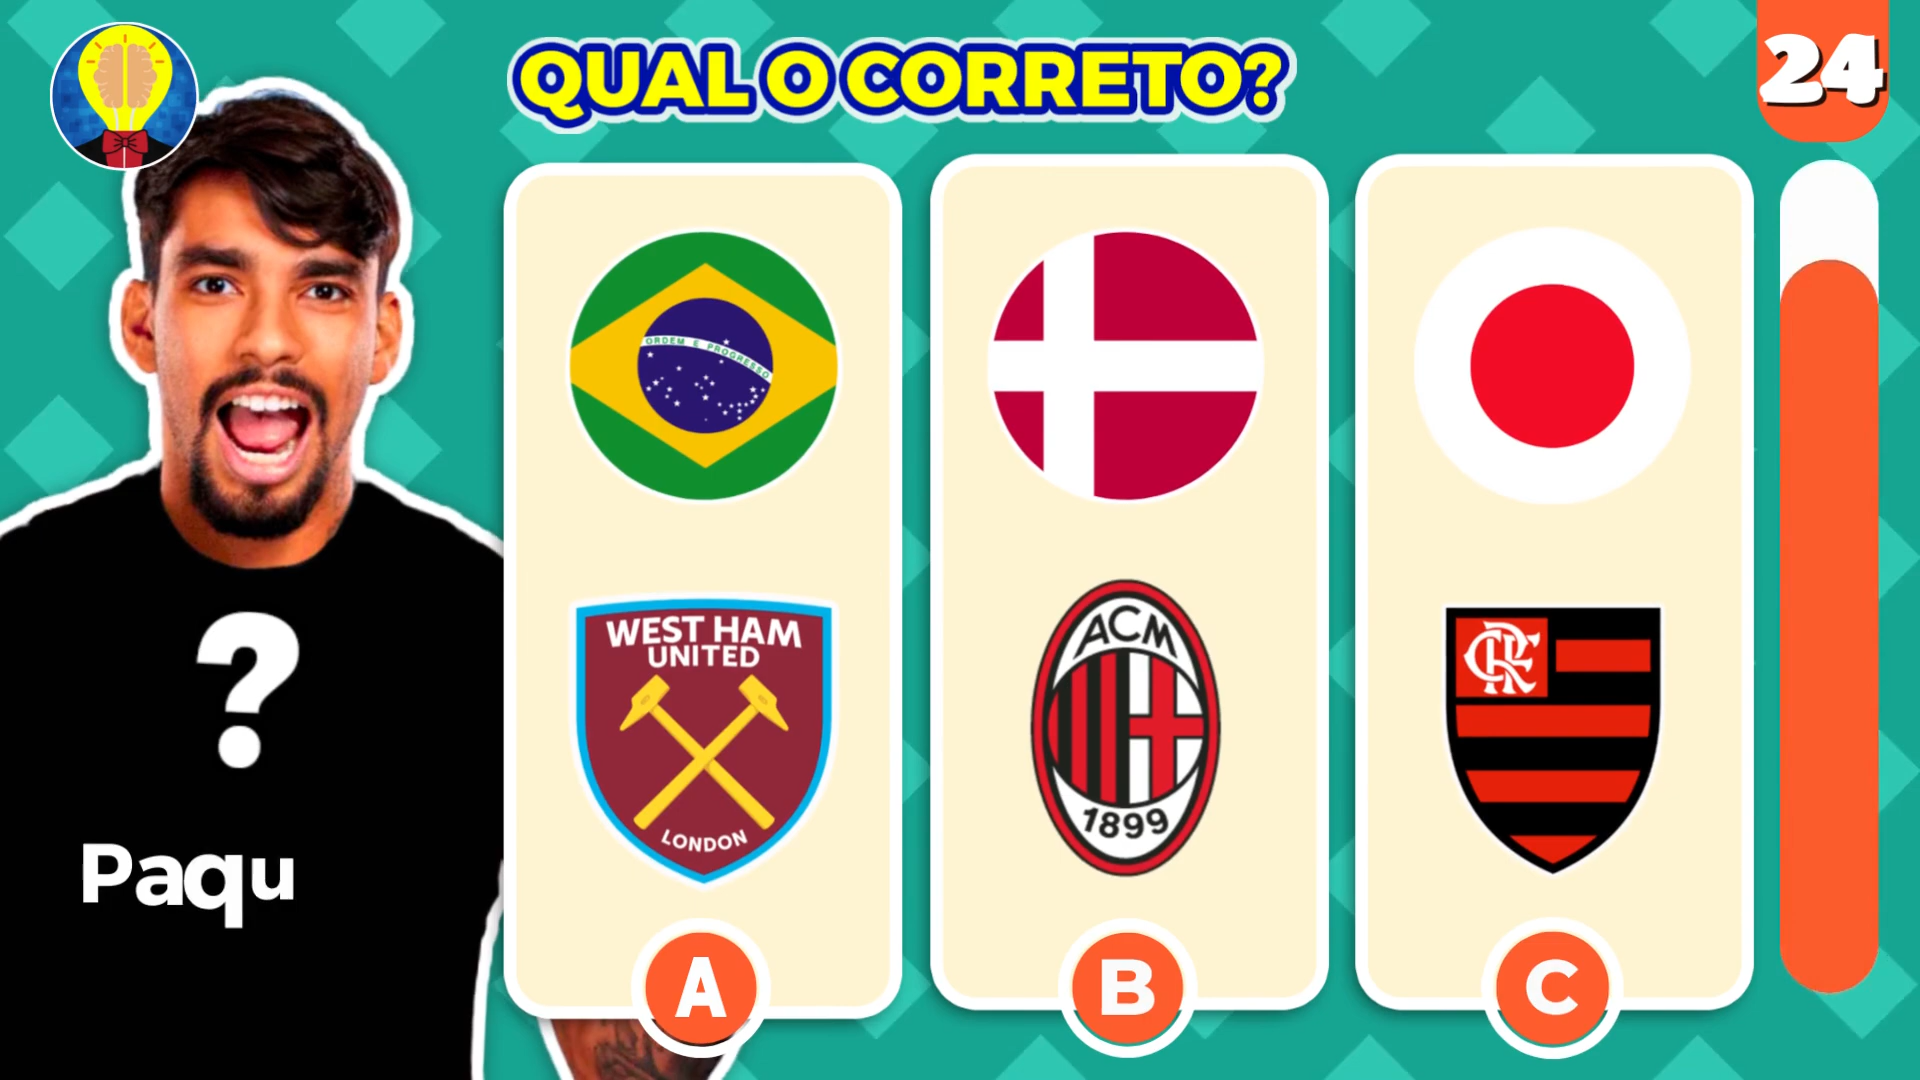 QUAL O CORRETO?
24
ORDEM E PROGRESSO
WEST HAM
UNITED
LONDON
ACM
1899
CRF
?
Paqu
A
B
C